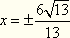 x = ± 6√13/13